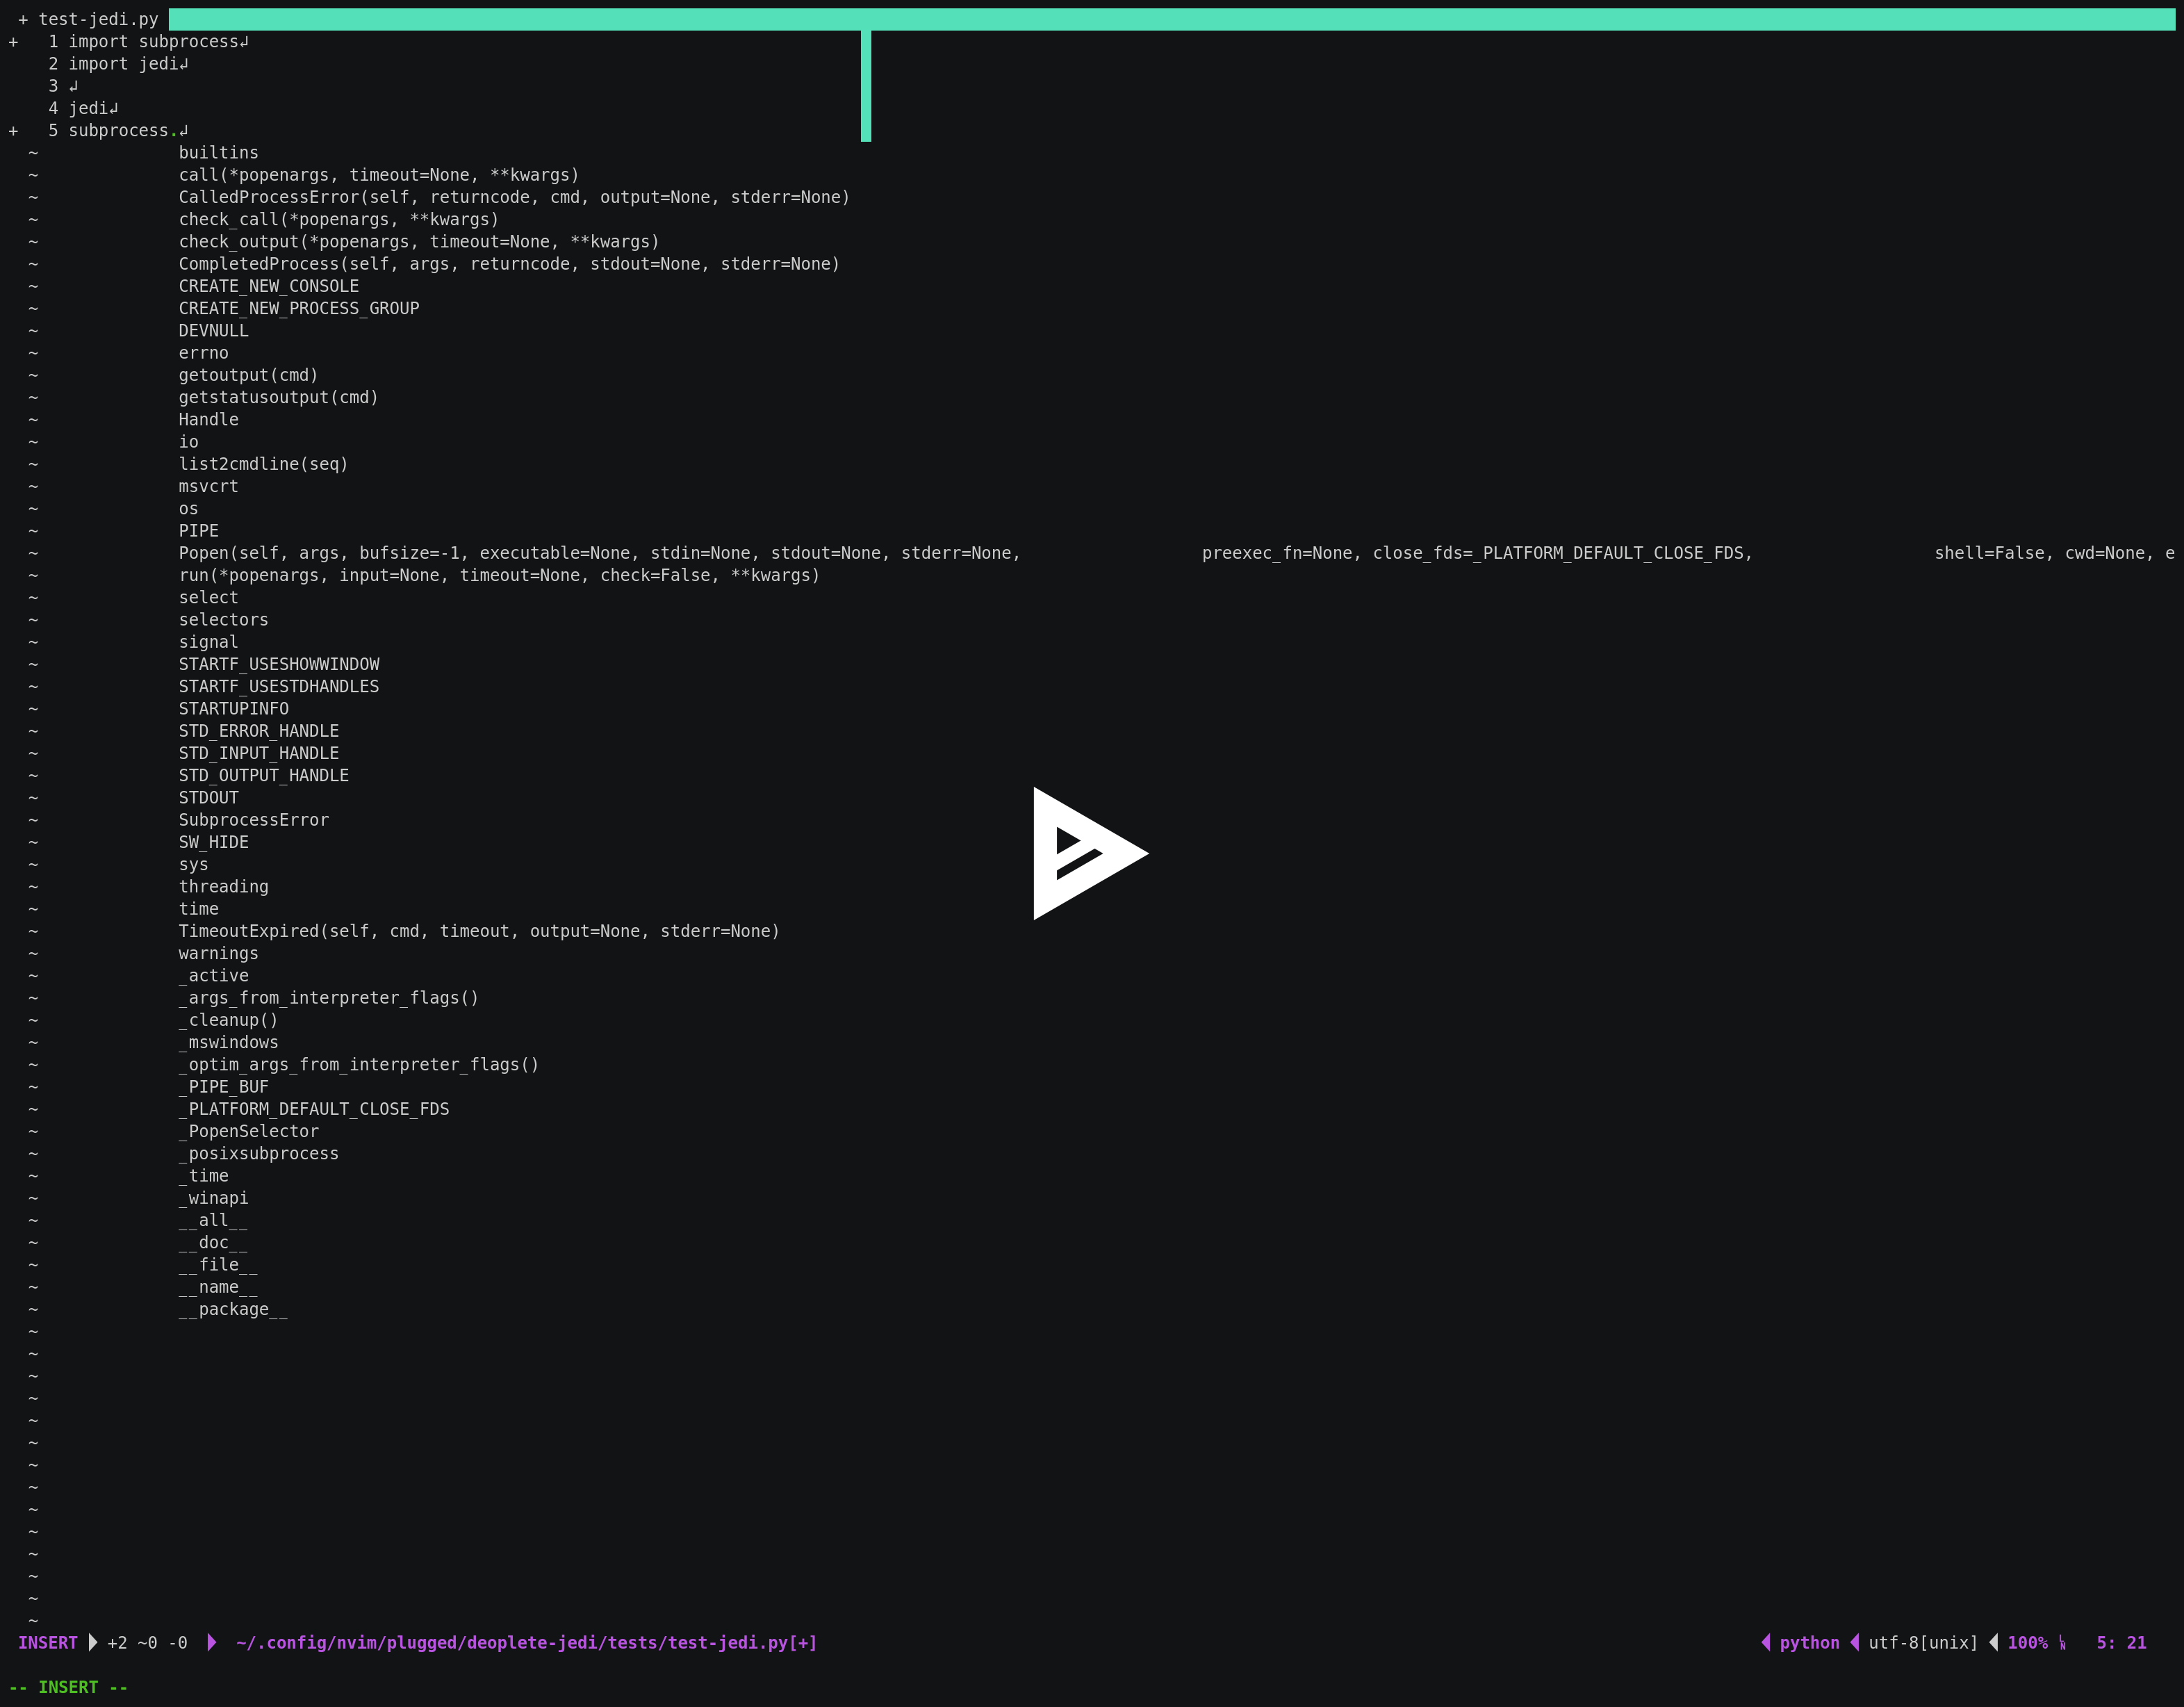 + test-jedi.py
+   1 import subprocess↲
    2 import jedi↲
    3 ↲
    4 jedi↲
+   5 subprocess.↲
~              builtins
~              call(*popenargs, timeout=None, **kwargs)
~              CalledProcessError(self, returncode, cmd, output=None, stderr=None)
~              check_call(*popenargs, **kwargs)
~              check_output(*popenargs, timeout=None, **kwargs)
~              CompletedProcess(self, args, returncode, stdout=None, stderr=None)
~              CREATE_NEW_CONSOLE
~              CREATE_NEW_PROCESS_GROUP
~              DEVNULL
~              errno
~              getoutput(cmd)
~              getstatusoutput(cmd)
~              Handle
~              io
~              list2cmdline(seq)
~              msvcrt
~              os
~              PIPE
~              Popen(self, args, bufsize=-1, executable=None, stdin=None, stdout=None, stderr=None,                  preexec_fn=None, close_fds=_PLATFORM_DEFAULT_CLOSE_FDS,                  shell=False, cwd=None, e
~              run(*popenargs, input=None, timeout=None, check=False, **kwargs)
~              select
~              selectors
~              signal
~              STARTF_USESHOWWINDOW
~              STARTF_USESTDHANDLES
~              STARTUPINFO
~              STD_ERROR_HANDLE
~              STD_INPUT_HANDLE
~              STD_OUTPUT_HANDLE
~              STDOUT
~              SubprocessError
~              SW_HIDE
~              sys
~              threading
~              time
~              TimeoutExpired(self, cmd, timeout, output=None, stderr=None)
~              warnings
~              _active
~              _args_from_interpreter_flags()
~              _cleanup()
~              _mswindows
~              _optim_args_from_interpreter_flags()
~              _PIPE_BUF
~              _PLATFORM_DEFAULT_CLOSE_FDS
~              _PopenSelector
~              _posixsubprocess
~              _time
~              _winapi
~              __all__
~              __doc__
~              __file__
~              __name__
~              __package__
~
~
~
~
~
~
~
~
~
~
~
~
~
~
INSERT  +2 ~0 -0   ~/.config/nvim/plugged/deoplete-jedi/tests/test-jedi.py[+]  python  utf-8[unix]  100%   5: 21
-- INSERT --